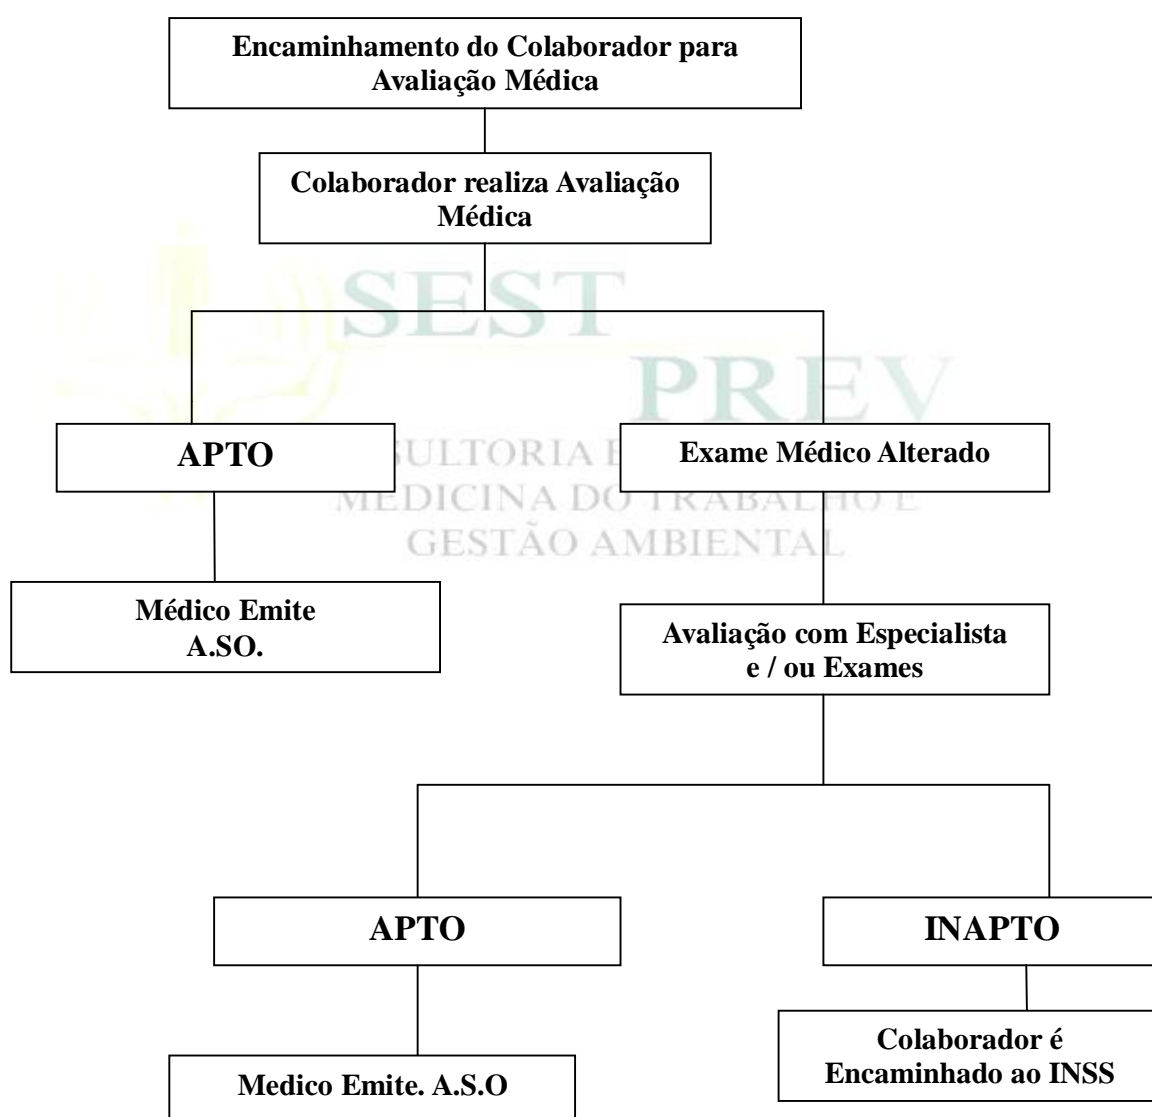 Encaminhamento do Colaborador para
Avaliação Médica
Colaborador realiza Avaliação
Médica
SEST
PREV
APTO
Exame Médico Alterado
MEDICINA DO TRABALHO E
GESTÃO AMBIENTAL
Médico Emite
A.SO.
Avaliação com Especialista
e / ou Exames
APTO
INAPTO
Colaborador é
Encaminhado ao INSS
Medico Emite. A.S.O